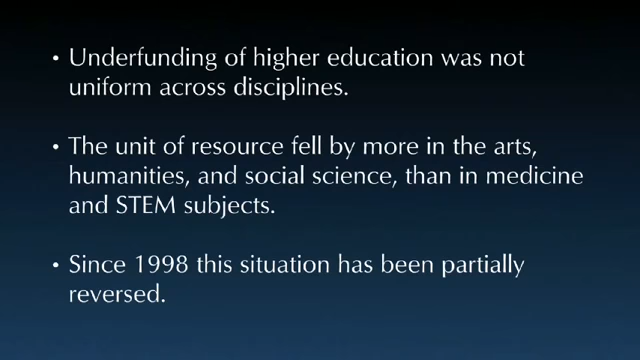 • Underfunding of higher education was not
uniform across disciplines.
• The unit of resource fell by more in the arts,
humanities, and social science, than in medicine
and STEM subjects.
• Since 1998 this situation has been partially
reversed.